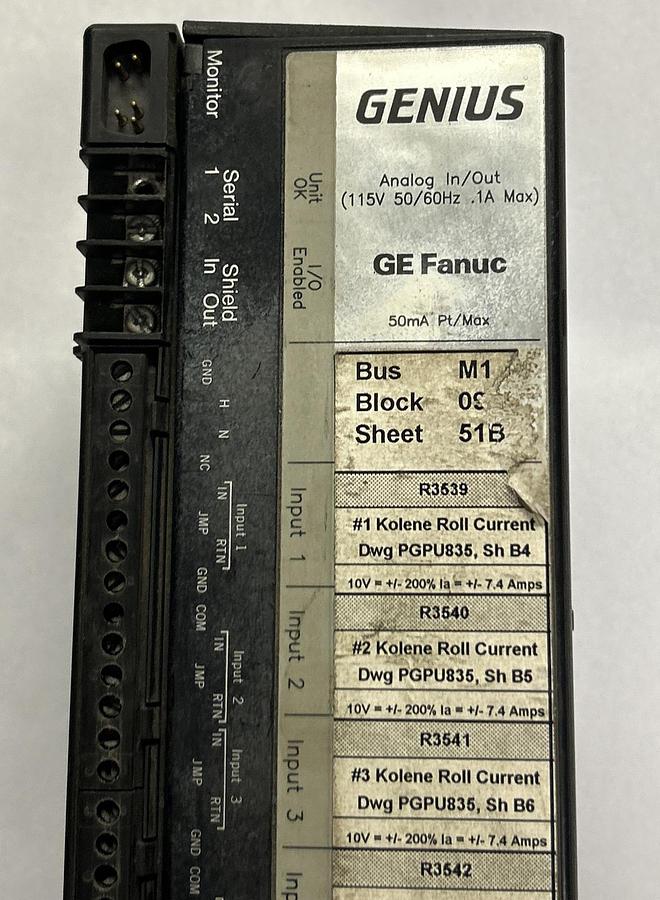 Monitor
Serial
1 2
Shield
In Out
GND
H
N
NC
IN
Input 1
JMP
RTN
GND
COM
IN
Input 2
JMP
RTN
IN
Input 3
JMP
RTN
GND
COM
Unit
OK
I/O
Enabled
Input 1
Input 2
Input 3
GENIUS
Analog In/Out
(115V 50/60Hz .1A Max)
GE Fanuc
50mA Pt/Max
Bus M1
Block
Sheet 51B
R3539
#1 Kolene Roll Current
Dwg PGPU835, Sh B4
10V = +/- 200% Ia = +/- 7.4 Amps
R3540
#2 Kolene Roll Current
Dwg PGPU835, Sh B5
10V = +/- 200% Ia = +/- 7.4 Amps
R3541
#3 Kolene Roll Current
Dwg PGPU835, Sh B6
10V = +/- 200% Ia = +/- 7.4 Amps
R3542